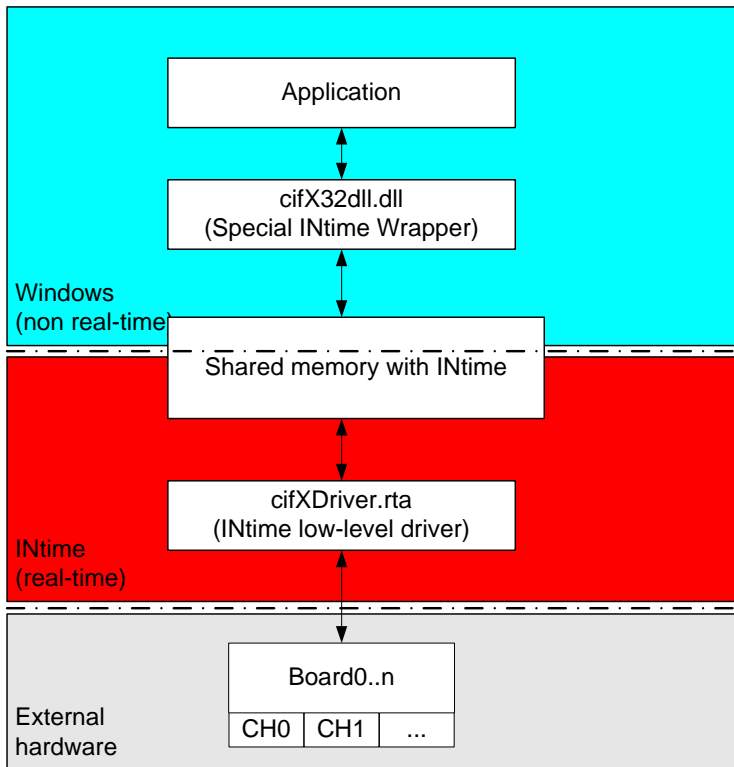 Application
cifX32dll.dll
(Special INtime Wrapper)
Windows
(non real-time)
Shared memory with INtime
cifXDriver.rta
(INtime low-level driver)
INtime
(real-time)
Board0..n
CH0 CH1 ...
External
hardware